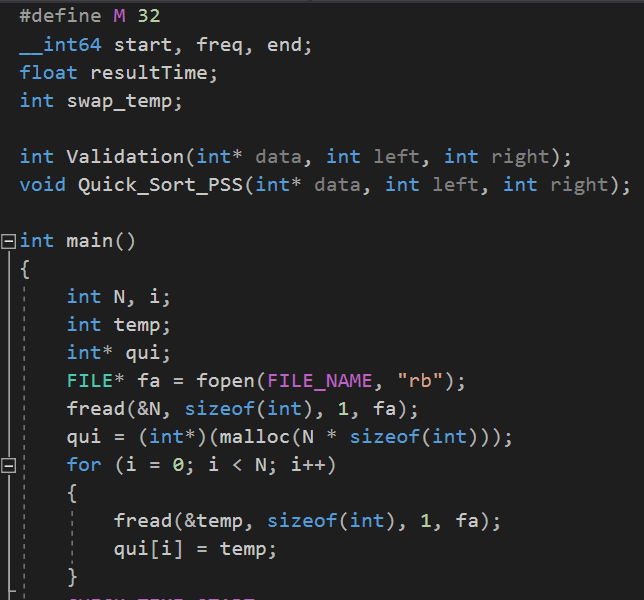 #define M 32
__int64 start, freq, end;
float resultTime;
int swap_temp;
int Validation(int* data, int left, int right);
void Quick_Sort_PSS(int* data, int left, int right);
int main()
{
int N, i;
int temp;
int* qui;
FILE* fa = fopen(FILE_NAME, "rb");
fread(&N, sizeof(int), 1, fa);
qui = (int*)(malloc(N * sizeof(int)));
for (i = 0; i < N; i++)
{
fread(&temp, sizeof(int), 1, fa);
qui[i] = temp;
}